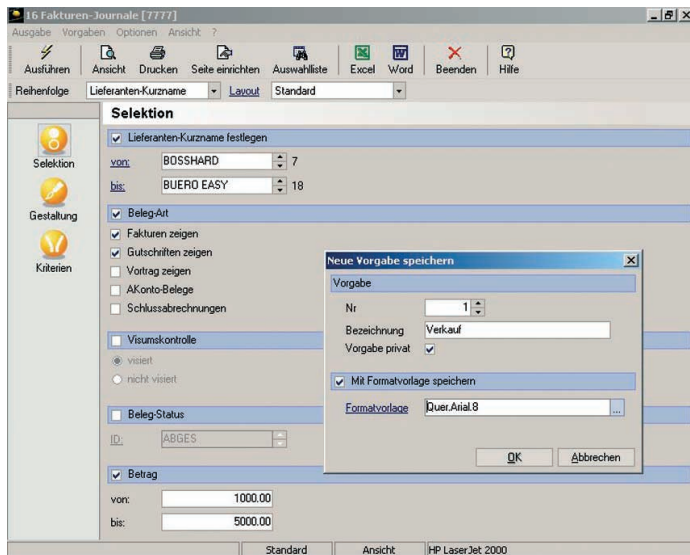 16 Fakturen-Journale [7777]
Ausgabe Vorgaben Optionen Ansicht ?
Ausführen Ansicht Drucken Seite einrichten Auswahlliste Excel Word Beenden Hilfe
Reihenfolge Lieferanten-Kurzname Layout Standard
Selektion
Selektion
Gestaltung
Kriterien
Lieferanten-Kurzname festlegen
von: BOSSHARD 7
bis: BUERO EASY 18
Beleg-Art
Fakturen zeigen
Gutschriften zeigen
Vortrag zeigen
AKonto-Belege
Schlussabrechnungen
Visumskontrolle
visiert
nicht visiert
Beleg-Status
ID: ABGES
Betrag
von: 1000.00
bis: 5000.00
Neue Vorgabe speichern
Vorgabe
Nr 1
Bezeichnung Verkauf
Vorgabe privat
Mit Formatvorlage speichern
Formatvorlage Quer.Arial.8 ...
OK Abbrechen
Standard Ansicht HP LaserJet 2000